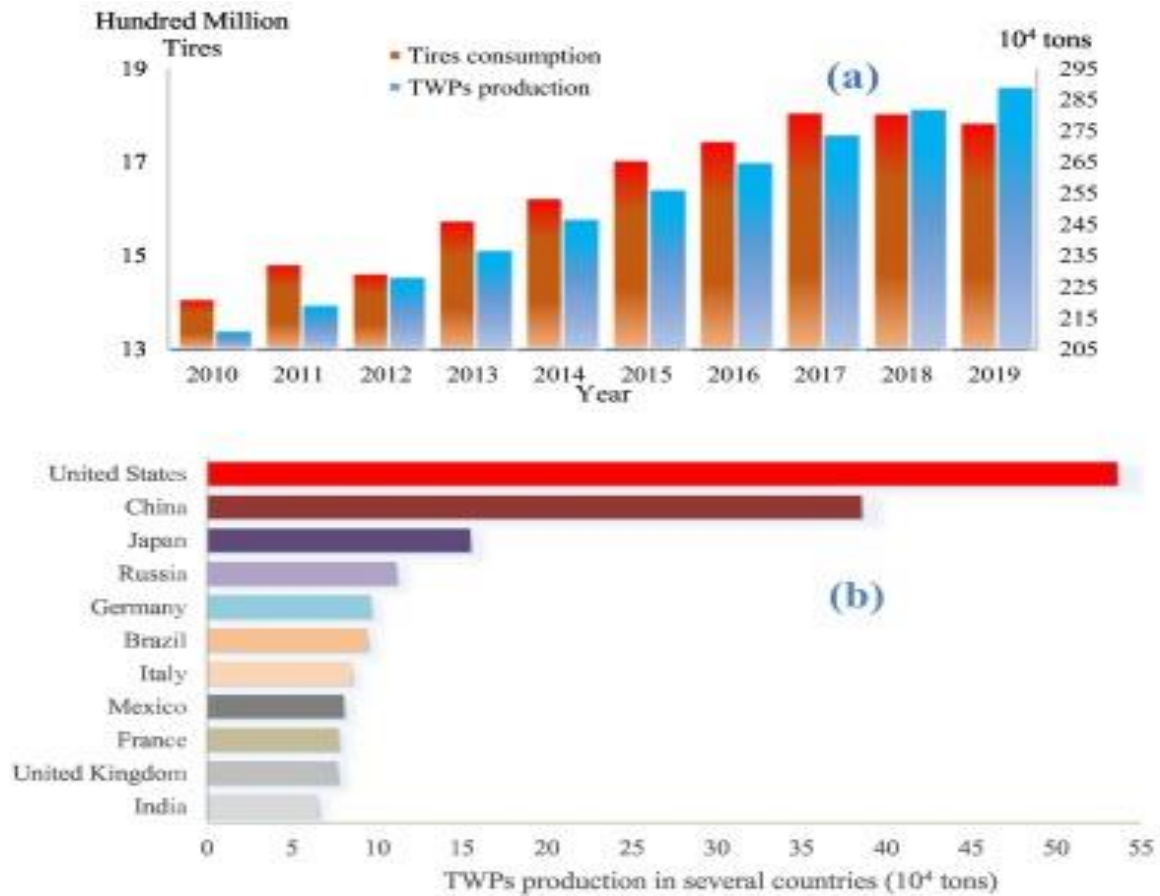 Hundred Million
Tires
10⁴ tons
Tires consumption
TWPs production
(a)
19
17
15
13
295
285
275
265
255
245
235
225
215
205
2010 2011 2012 2013 2014 2015 2016 2017 2018 2019
Year
United States
China
Japan
Russia
Germany
Brazil
Italy
Mexico
France
United Kingdom
India
(b)
0 5 10 15 20 25 30 35 40 45 50 55
TWPs production in several countries (10⁴ tons)